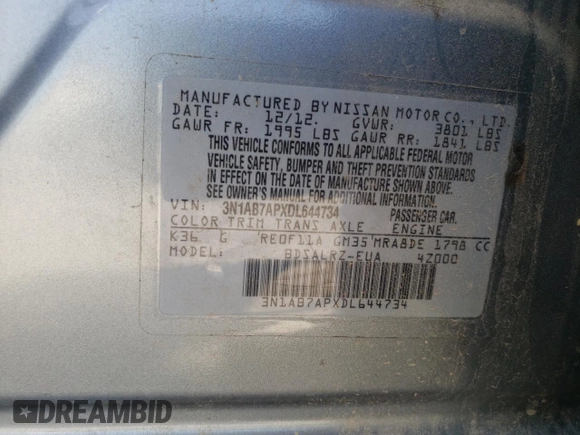 MANUFACTURED BY NISSAN MOTOR CO., LTD.
DATE: 12/12. GVWR: 3801 LBS
GAWR FR: 1995 LBS GAWR RR: 1841 LBS
THIS VEHICLE CONFORMS TO ALL APPLICABLE FEDERAL MOTOR
VEHICLE SAFETY, BUMPER AND THEFT PREVENTION STANDARDS
IN EFFECT ON THE DATE OF MANUFACTURE SHOWN ABOVE.
SEE OWNER'S MANUAL FOR ADDITIONAL INFORMATION.
VIN: 3N1AB7APXDL644734 PASSENGER CAR.
COLOR TRIM TRANS AXLE ENGINE
K36 G RE0F11A GM35 MRA8DE 1798 CC
MODEL: BDSALRZ-EUA 4Z000
3N1AB7APXDL644734
DREAMBID